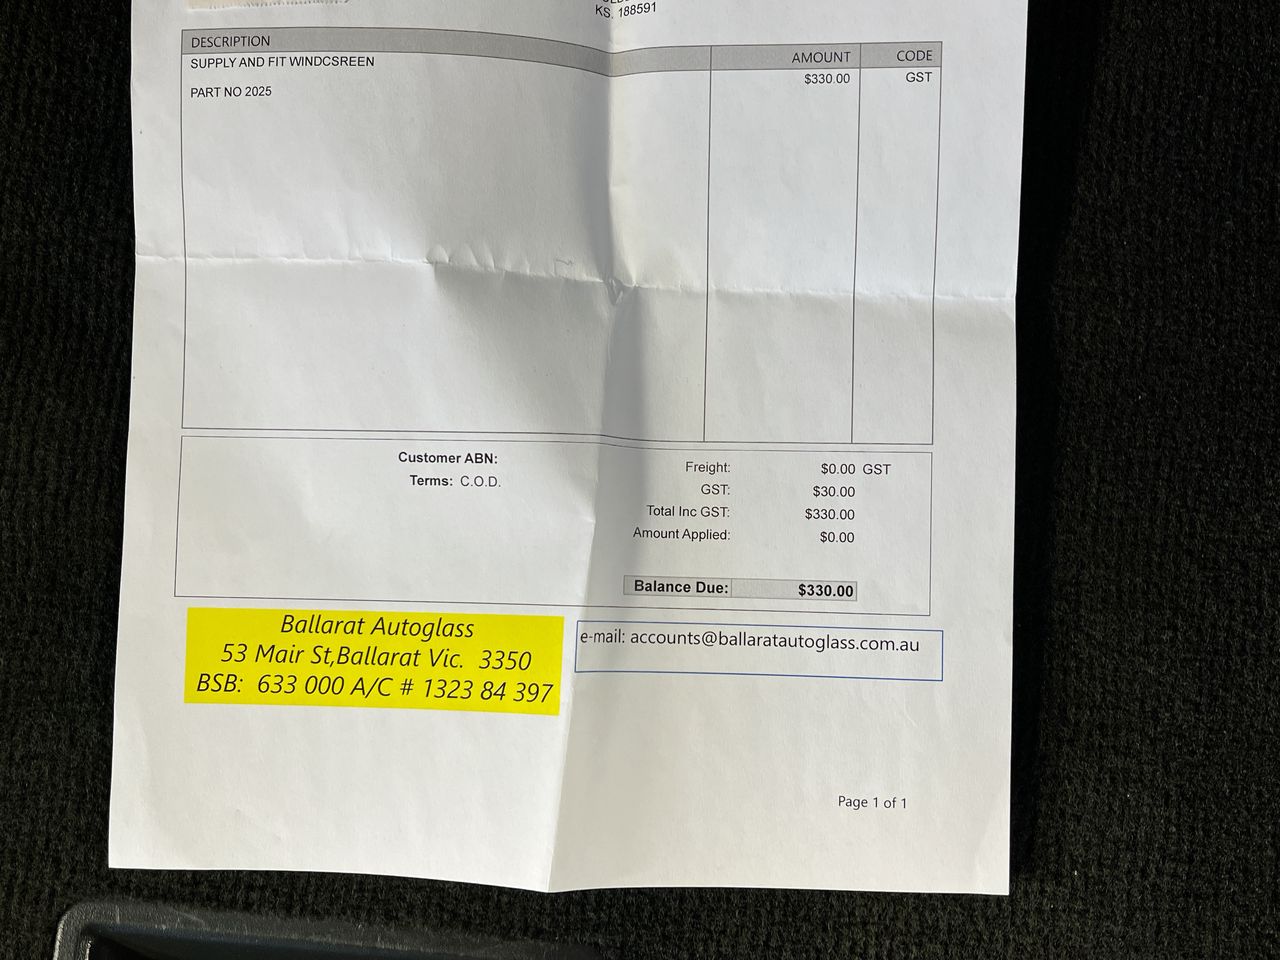 KS. 188591
DESCRIPTION AMOUNT CODE
SUPPLY AND FIT WINDCSREEN $330.00 GST
PART NO 2025
Customer ABN:
Terms: C.O.D.
Freight: $0.00 GST
GST: $30.00
Total Inc GST: $330.00
Amount Applied: $0.00
Balance Due: $330.00
Ballarat Autoglass
53 Mair St,Ballarat Vic. 3350
BSB: 633 000 A/C # 1323 84 397
e-mail: accounts@ballaratautoglass.com.au
Page 1 of 1